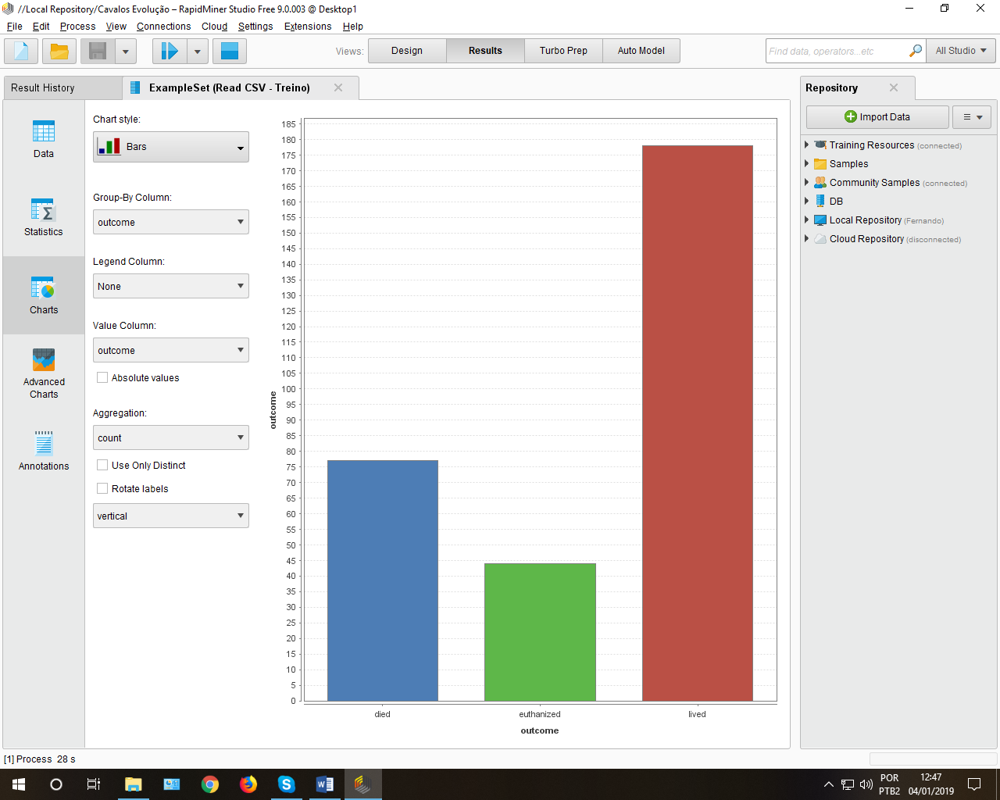 //Local Repository/Cavalos Evolução – RapidMiner Studio Free 9.0.003 @ Desktop1
File Edit Process View Connections Cloud Settings Extensions Help
Views: Design Results Turbo Prep Auto Model
Find data, operators...etc
All Studio
Result History
ExampleSet (Read CSV - Treino)
Data
Statistics
Charts
Advanced
Charts
Annotations
Chart style:
Bars
Group-By Column:
outcome
Legend Column:
None
Value Column:
outcome
Absolute values
Aggregation:
count
Use Only Distinct
Rotate labels
vertical
outcome
185
180
175
170
165
160
155
150
145
140
135
130
125
120
115
110
105
100
95
90
85
80
75
70
65
60
55
50
45
40
35
30
25
20
15
10
5
0
died euthanized lived
outcome
Repository
Import Data
Training Resources (connected)
Samples
Community Samples (connected)
DB
Local Repository (Fernando)
Cloud Repository (disconnected)
[1] Process 28 s
POR
PTB2
12:47
04/01/2019